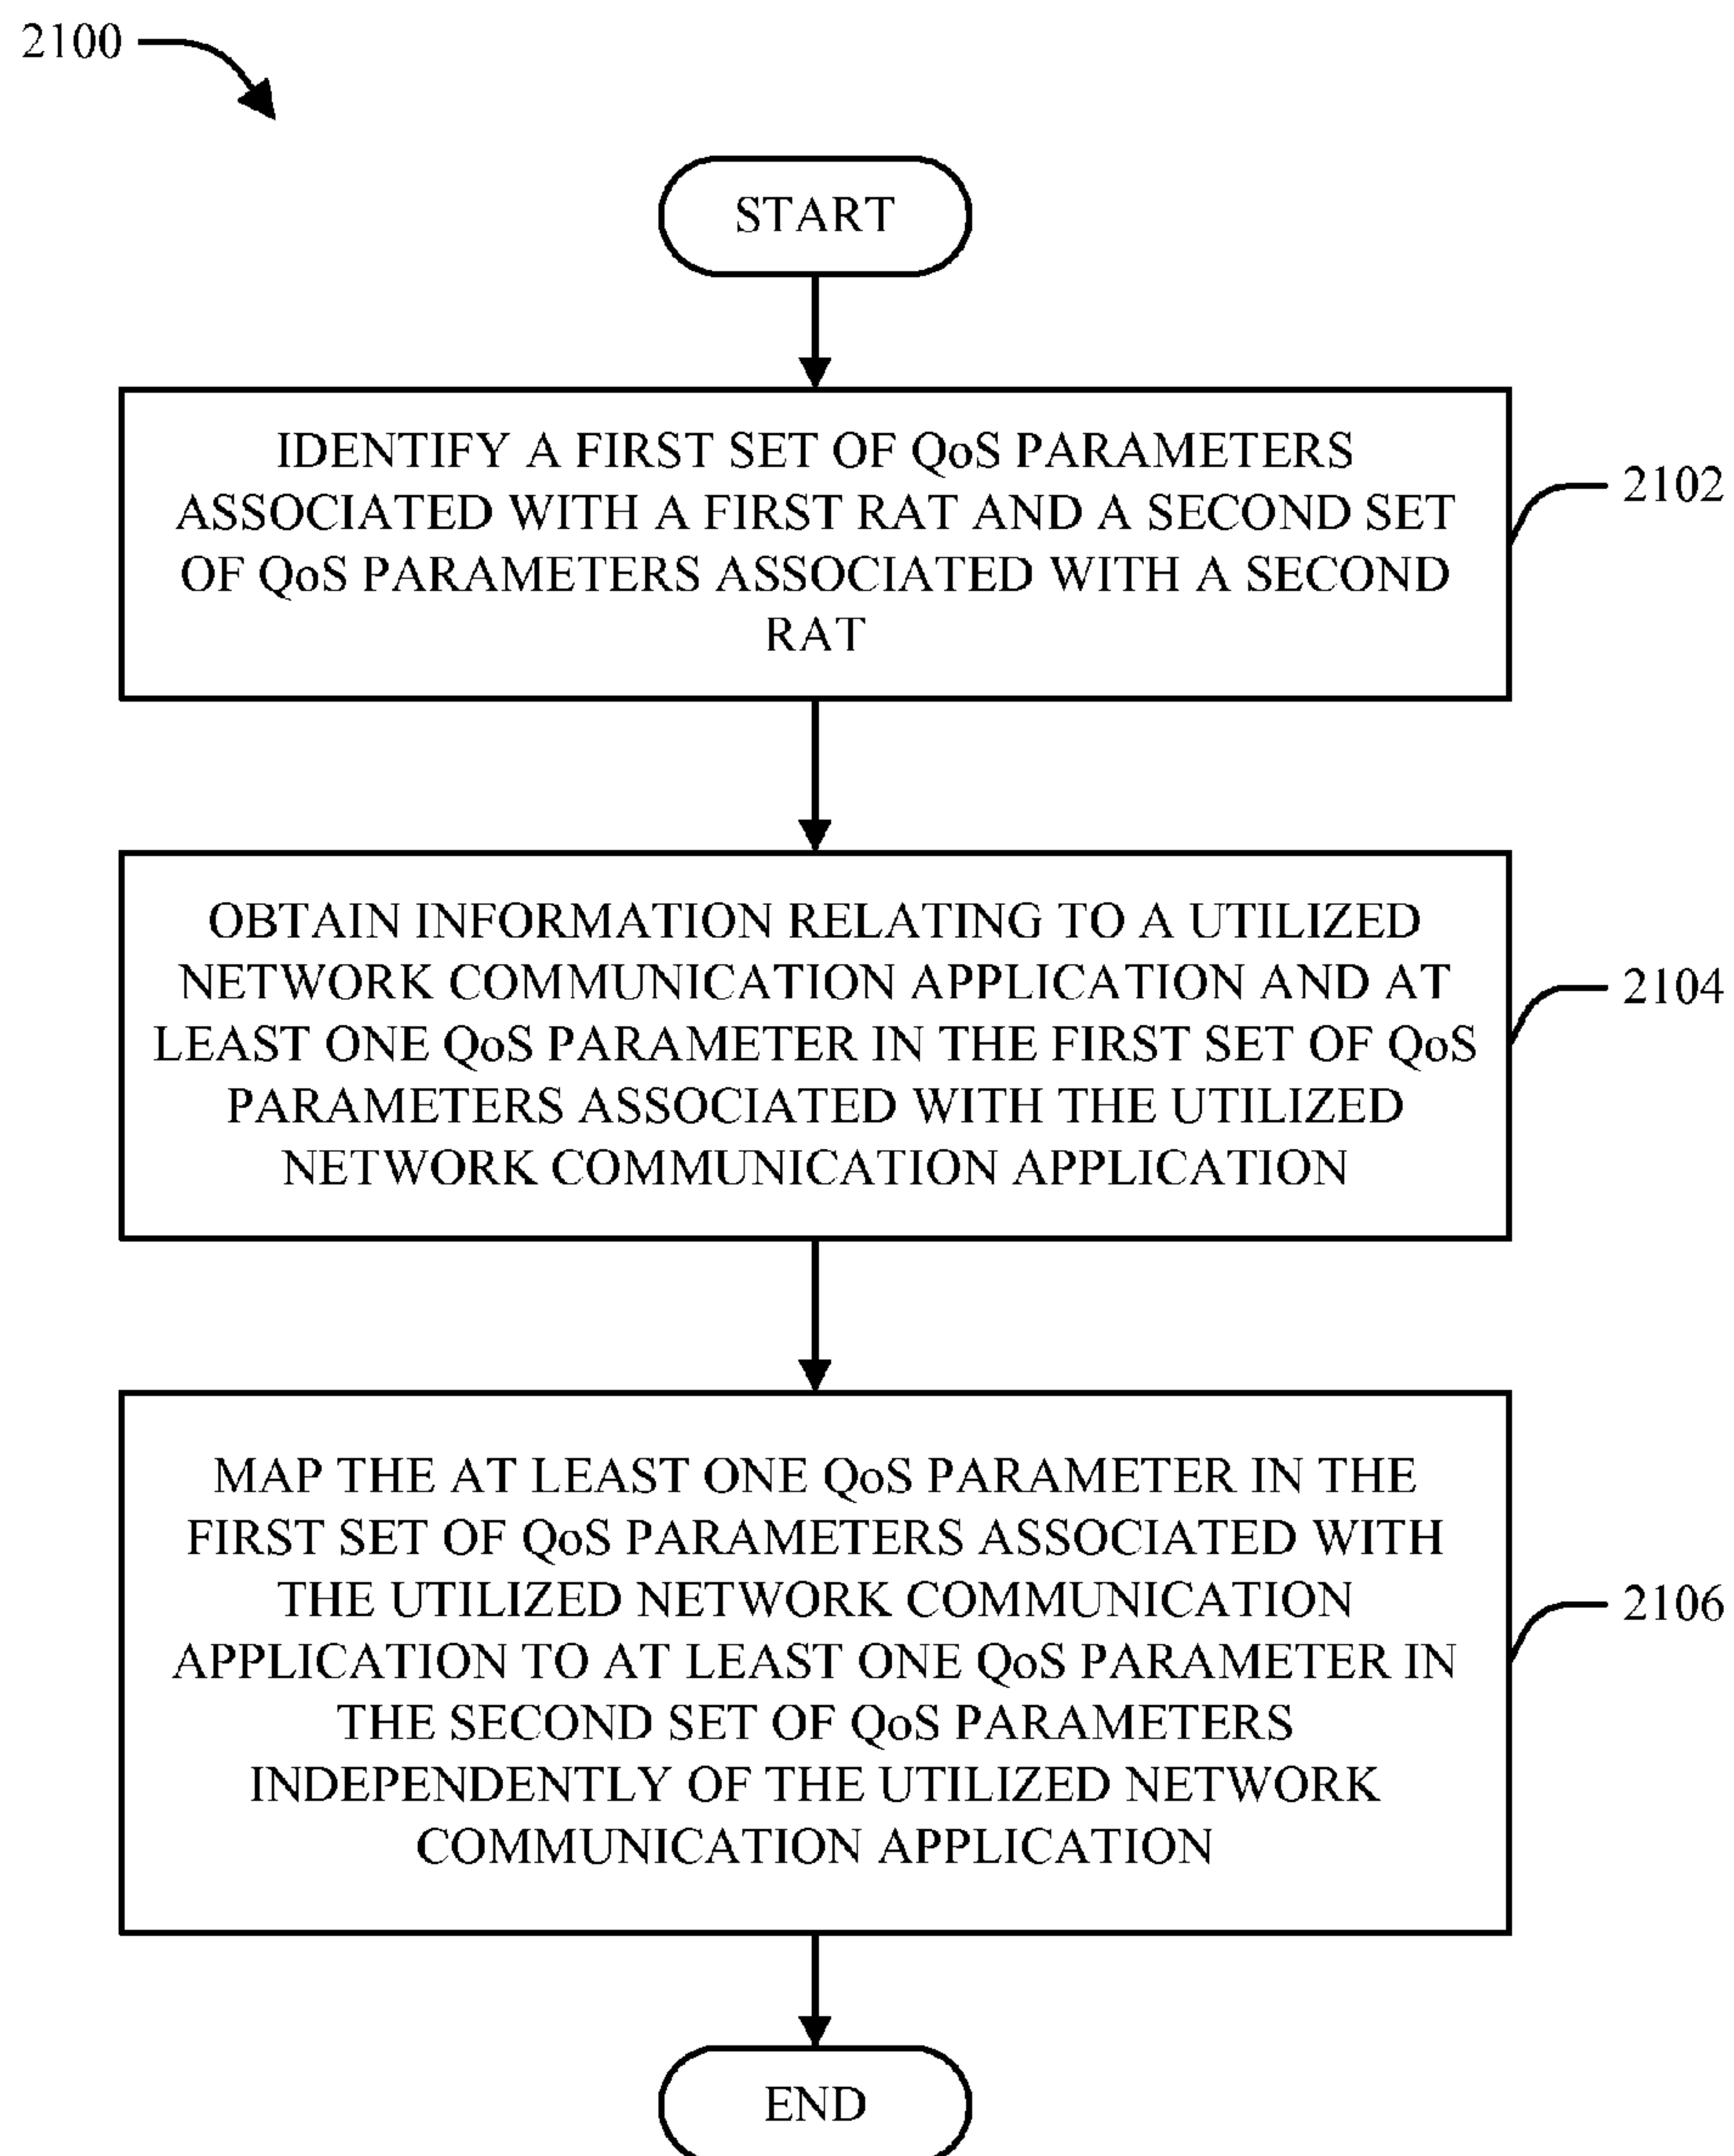 2100
START
IDENTIFY A FIRST SET OF QoS PARAMETERS
ASSOCIATED WITH A FIRST RAT AND A SECOND SET
OF QoS PARAMETERS ASSOCIATED WITH A SECOND
RAT
2102
OBTAIN INFORMATION RELATING TO A UTILIZED
NETWORK COMMUNICATION APPLICATION AND AT
LEAST ONE QoS PARAMETER IN THE FIRST SET OF QoS
PARAMETERS ASSOCIATED WITH THE UTILIZED
NETWORK COMMUNICATION APPLICATION
2104
MAP THE AT LEAST ONE QoS PARAMETER IN THE
FIRST SET OF QoS PARAMETERS ASSOCIATED WITH
THE UTILIZED NETWORK COMMUNICATION
APPLICATION TO AT LEAST ONE QoS PARAMETER IN
THE SECOND SET OF QoS PARAMETERS
INDEPENDENTLY OF THE UTILIZED NETWORK
COMMUNICATION APPLICATION
2106
END